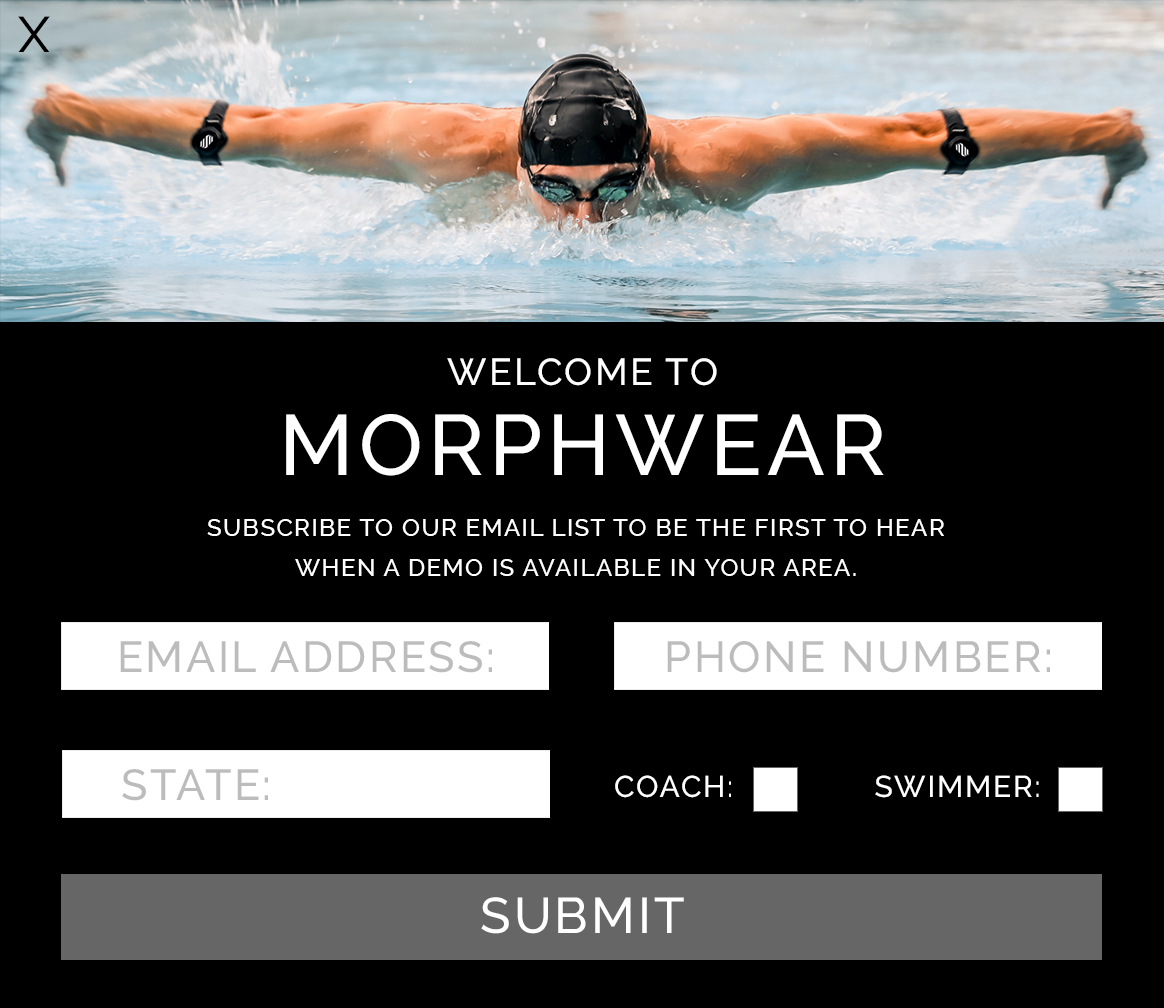 X
WELCOME TO
MORPHWEAR
SUBSCRIBE TO OUR EMAIL LIST TO BE THE FIRST TO HEAR
WHEN A DEMO IS AVAILABLE IN YOUR AREA.
EMAIL ADDRESS: PHONE NUMBER:
STATE: COACH: SWIMMER:
SUBMIT